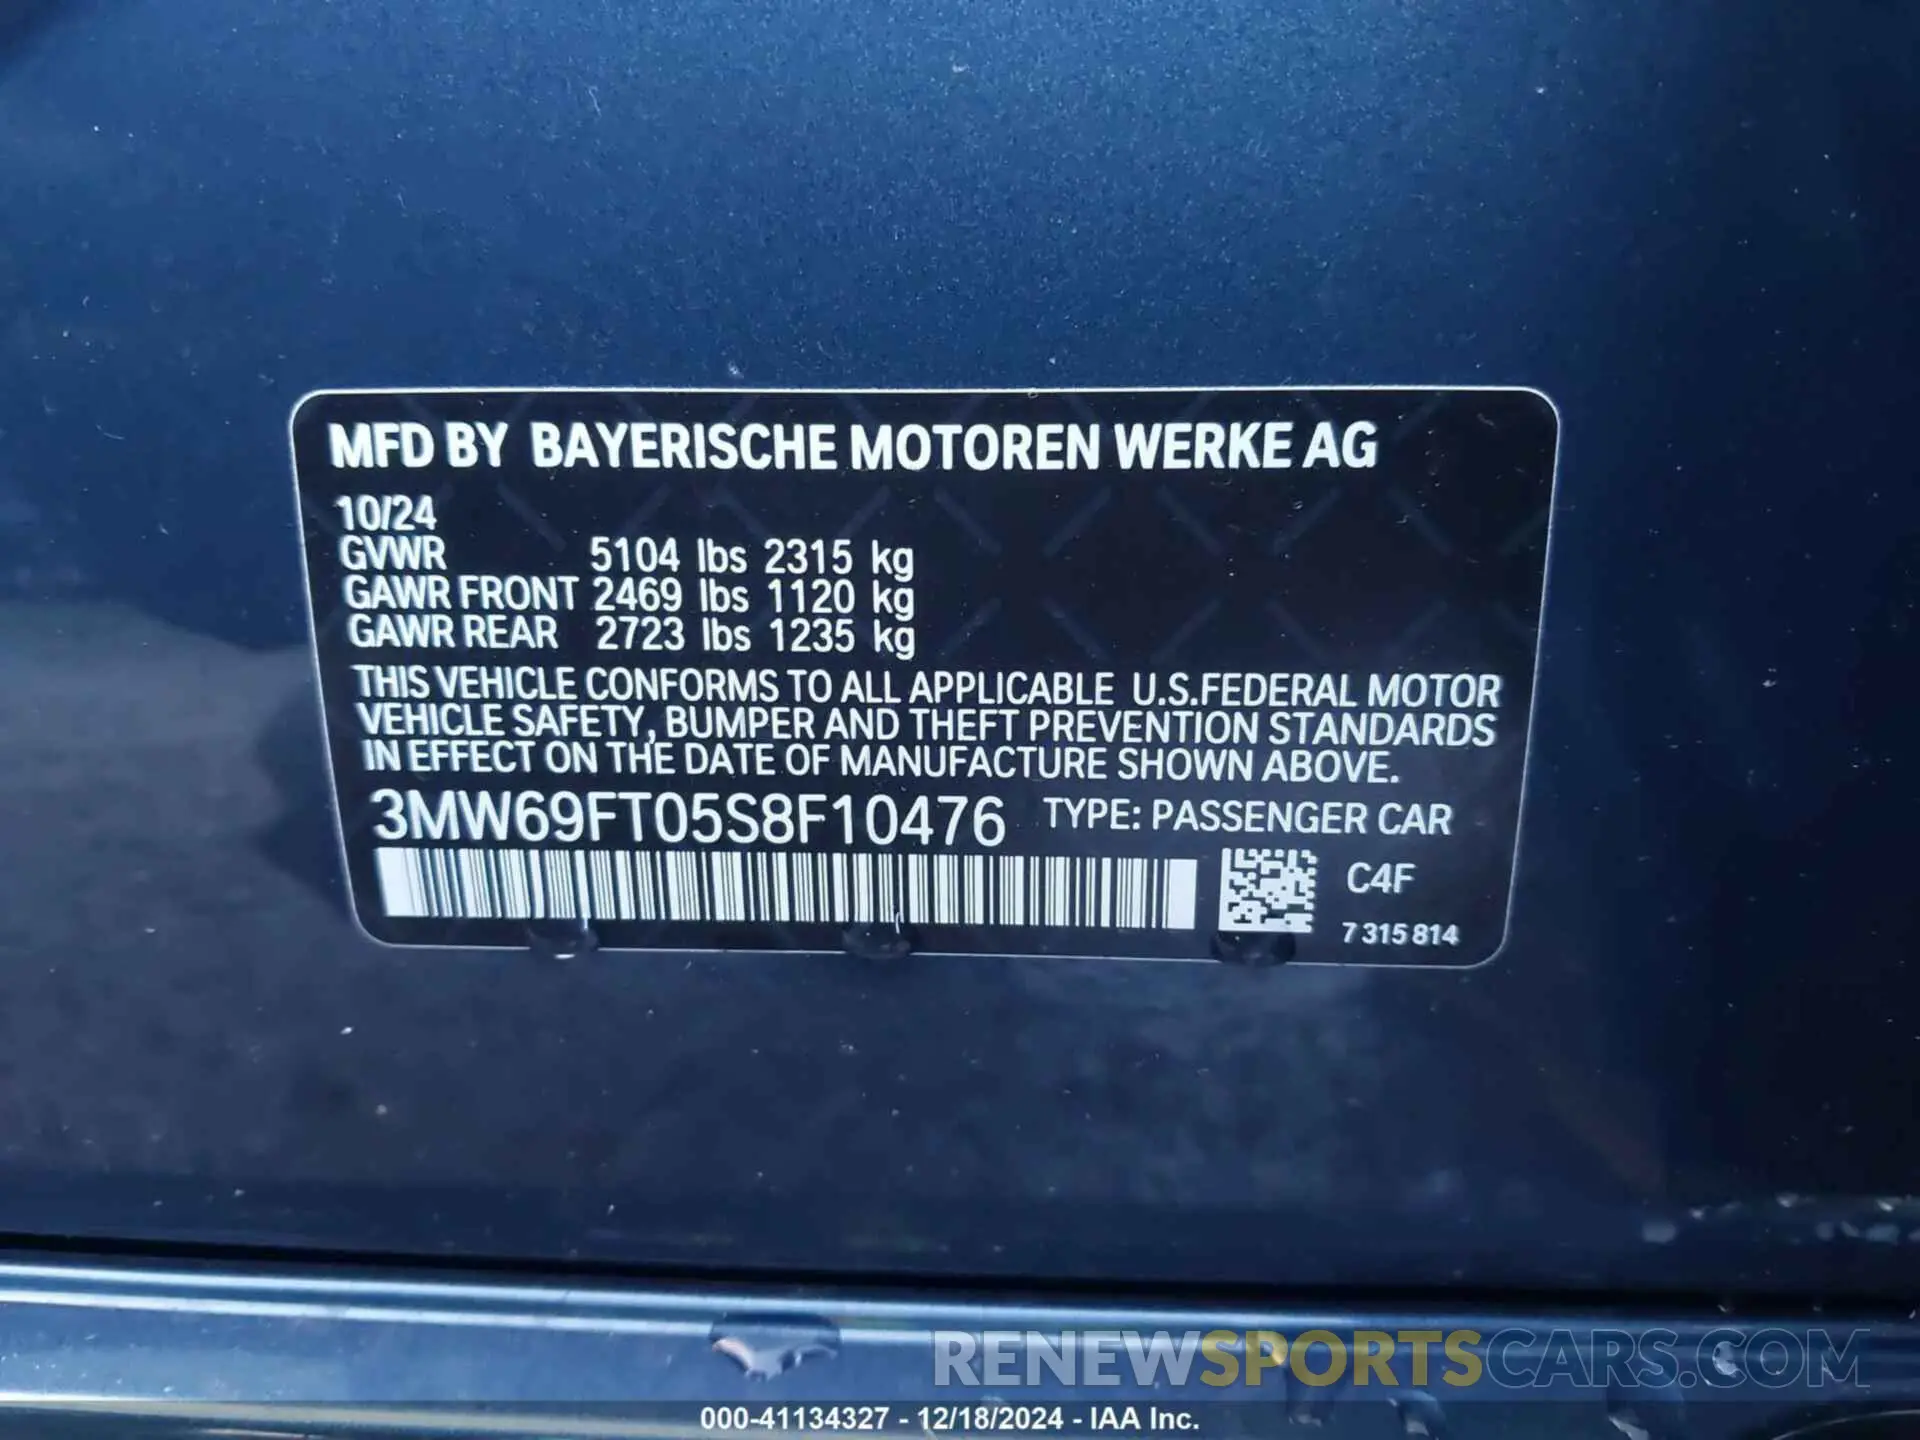 MFD BY BAYERISCHE MOTOREN WERKE AG
10/24
GVWR 5104 lbs 2315 kg
GAWR FRONT 2469 lbs 1120 kg
GAWR REAR 2723 lbs 1235 kg
THIS VEHICLE CONFORMS TO ALL APPLICABLE U.S.FEDERAL MOTOR
VEHICLE SAFETY, BUMPER AND THEFT PREVENTION STANDARDS
IN EFFECT ON THE DATE OF MANUFACTURE SHOWN ABOVE.
3MW69FT05S8F10476 TYPE: PASSENGER CAR
C4F
7 315 814
RENEWSPORTSCARS.COM
000-41134327 - 12/18/2024 - IAA Inc.